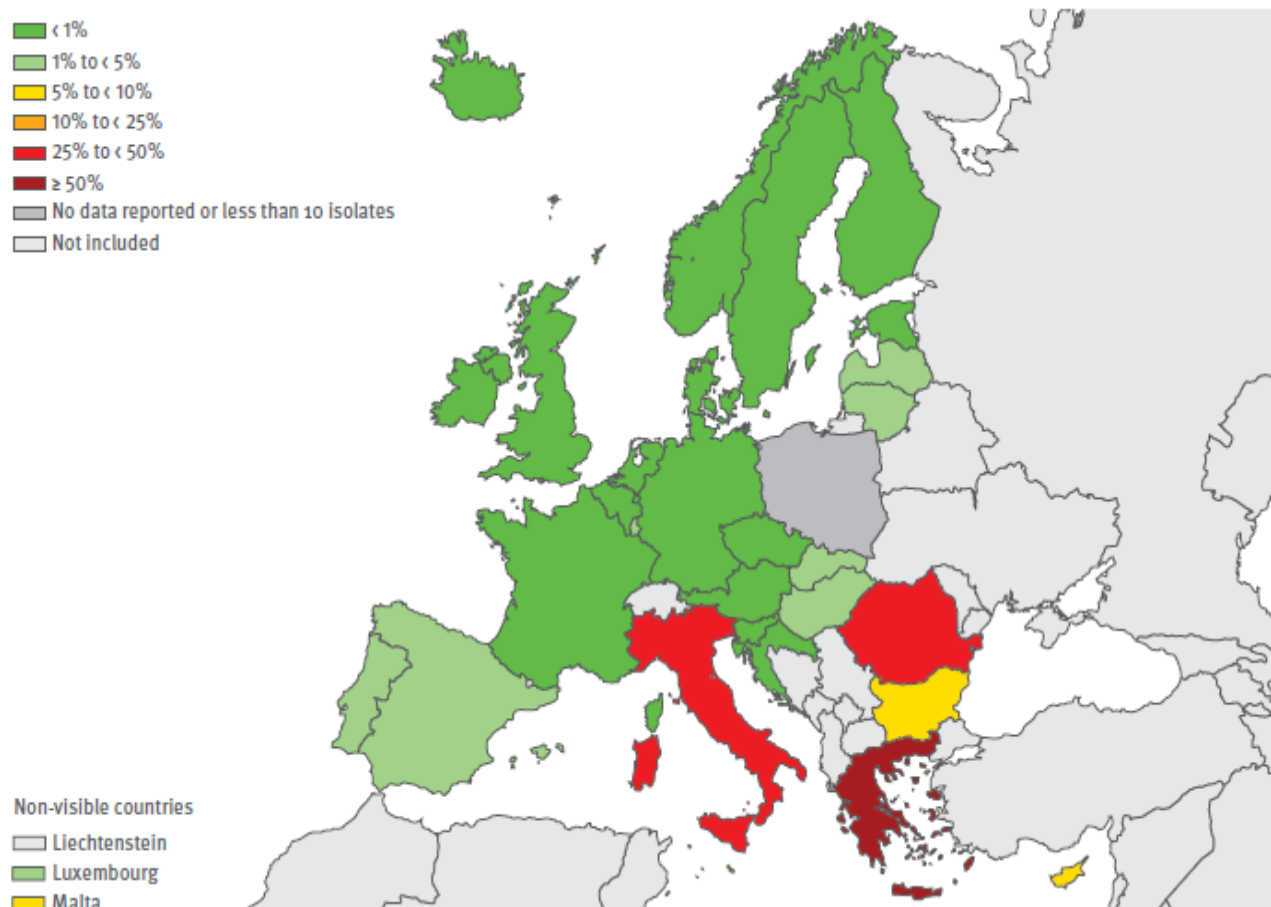 < 1%
1% to < 5%
5% to < 10%
10% to < 25%
25% to < 50%
≥ 50%
No data reported or less than 10 isolates
Not included
Non-visible countries
Liechtenstein
Luxembourg
Malta